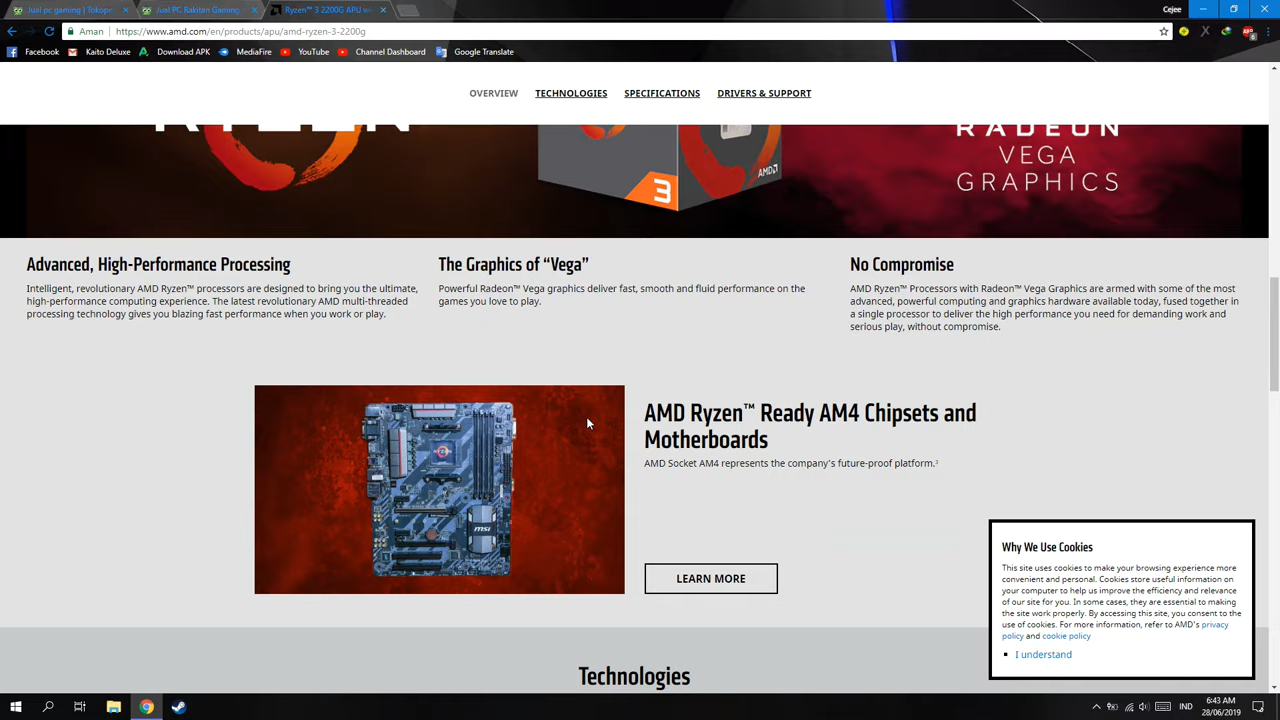 Jual pc gaming | Tokope
Jual PC Rakitan Gaming
Ryzen™ 3 2200G APU w
Cejee
Aman
https://www.amd.com/en/products/apu/amd-ryzen-3-2200g
Facebook
Kaito Deluxe
Download APK
MediaFire
YouTube
Channel Dashboard
Google Translate
OVERVIEW
TECHNOLOGIES
SPECIFICATIONS
DRIVERS & SUPPORT
RYZEN
3
AMD
RADEON
VEGA
GRAPHICS
Advanced, High-Performance Processing
Intelligent, revolutionary AMD Ryzen™ processors are designed to bring you the ultimate,
high-performance computing experience. The latest revolutionary AMD multi-threaded
processing technology gives you blazing fast performance when you work or play.
The Graphics of “Vega”
Powerful Radeon™ Vega graphics deliver fast, smooth and fluid performance on the
games you love to play.
No Compromise
AMD Ryzen™ Processors with Radeon™ Vega Graphics are armed with some of the most
advanced, powerful computing and graphics hardware available today, fused together in
a single processor to deliver the high performance you need for demanding work and
serious play, without compromise.
msi
AMD Ryzen™ Ready AM4 Chipsets and
Motherboards
AMD Socket AM4 represents the company's future-proof platform.³
LEARN MORE
Why We Use Cookies
This site uses cookies to make your browsing experience more
convenient and personal. Cookies store useful information on
your computer to help us improve the efficiency and relevance
of our site for you. In some cases, they are essential to making
the site work properly. By accessing this site, you consent to the
use of cookies. For more information, refer to AMD's privacy
policy and cookie policy
I understand
Technologies
IND
6:43 AM
28/06/2019